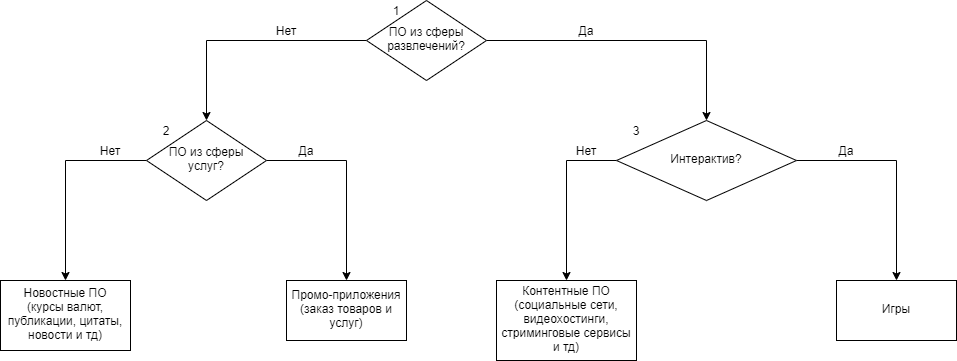 1
Нет
ПО из сферы
развлечений?
Да
2
Нет
ПО из сферы
услуг?
Да
3
Нет
Интерактив?
Да
Новостные ПО
(курсы валют,
публикации, цитаты,
новости и тд)
Промо-приложения
(заказ товаров и
услуг)
Контентные ПО
(социальные сети,
видеохостинги,
стриминговые сервисы
и тд)
Игры